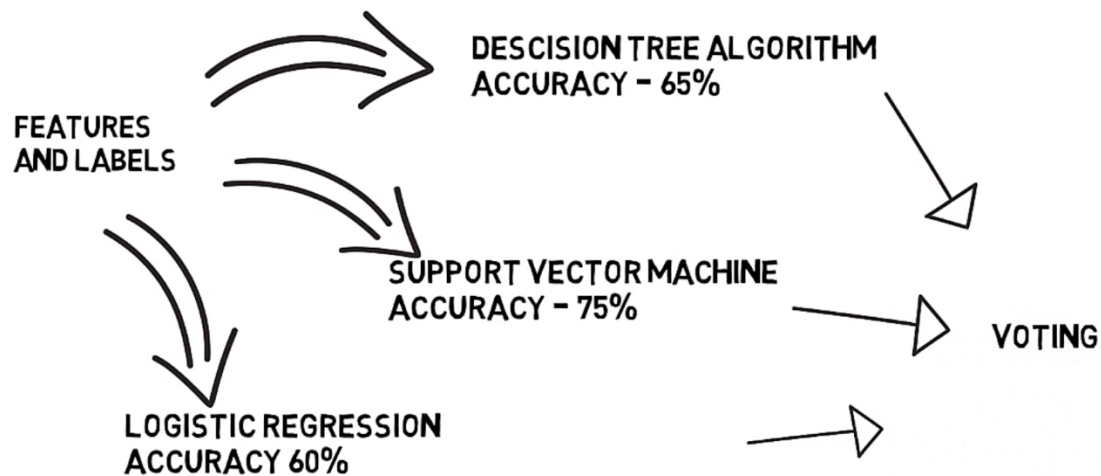 DESCISION TREE ALGORITHM
ACCURACY - 65%
FEATURES
AND LABELS
SUPPORT VECTOR MACHINE
ACCURACY - 75%
VOTING
LOGISTIC REGRESSION
ACCURACY 60%